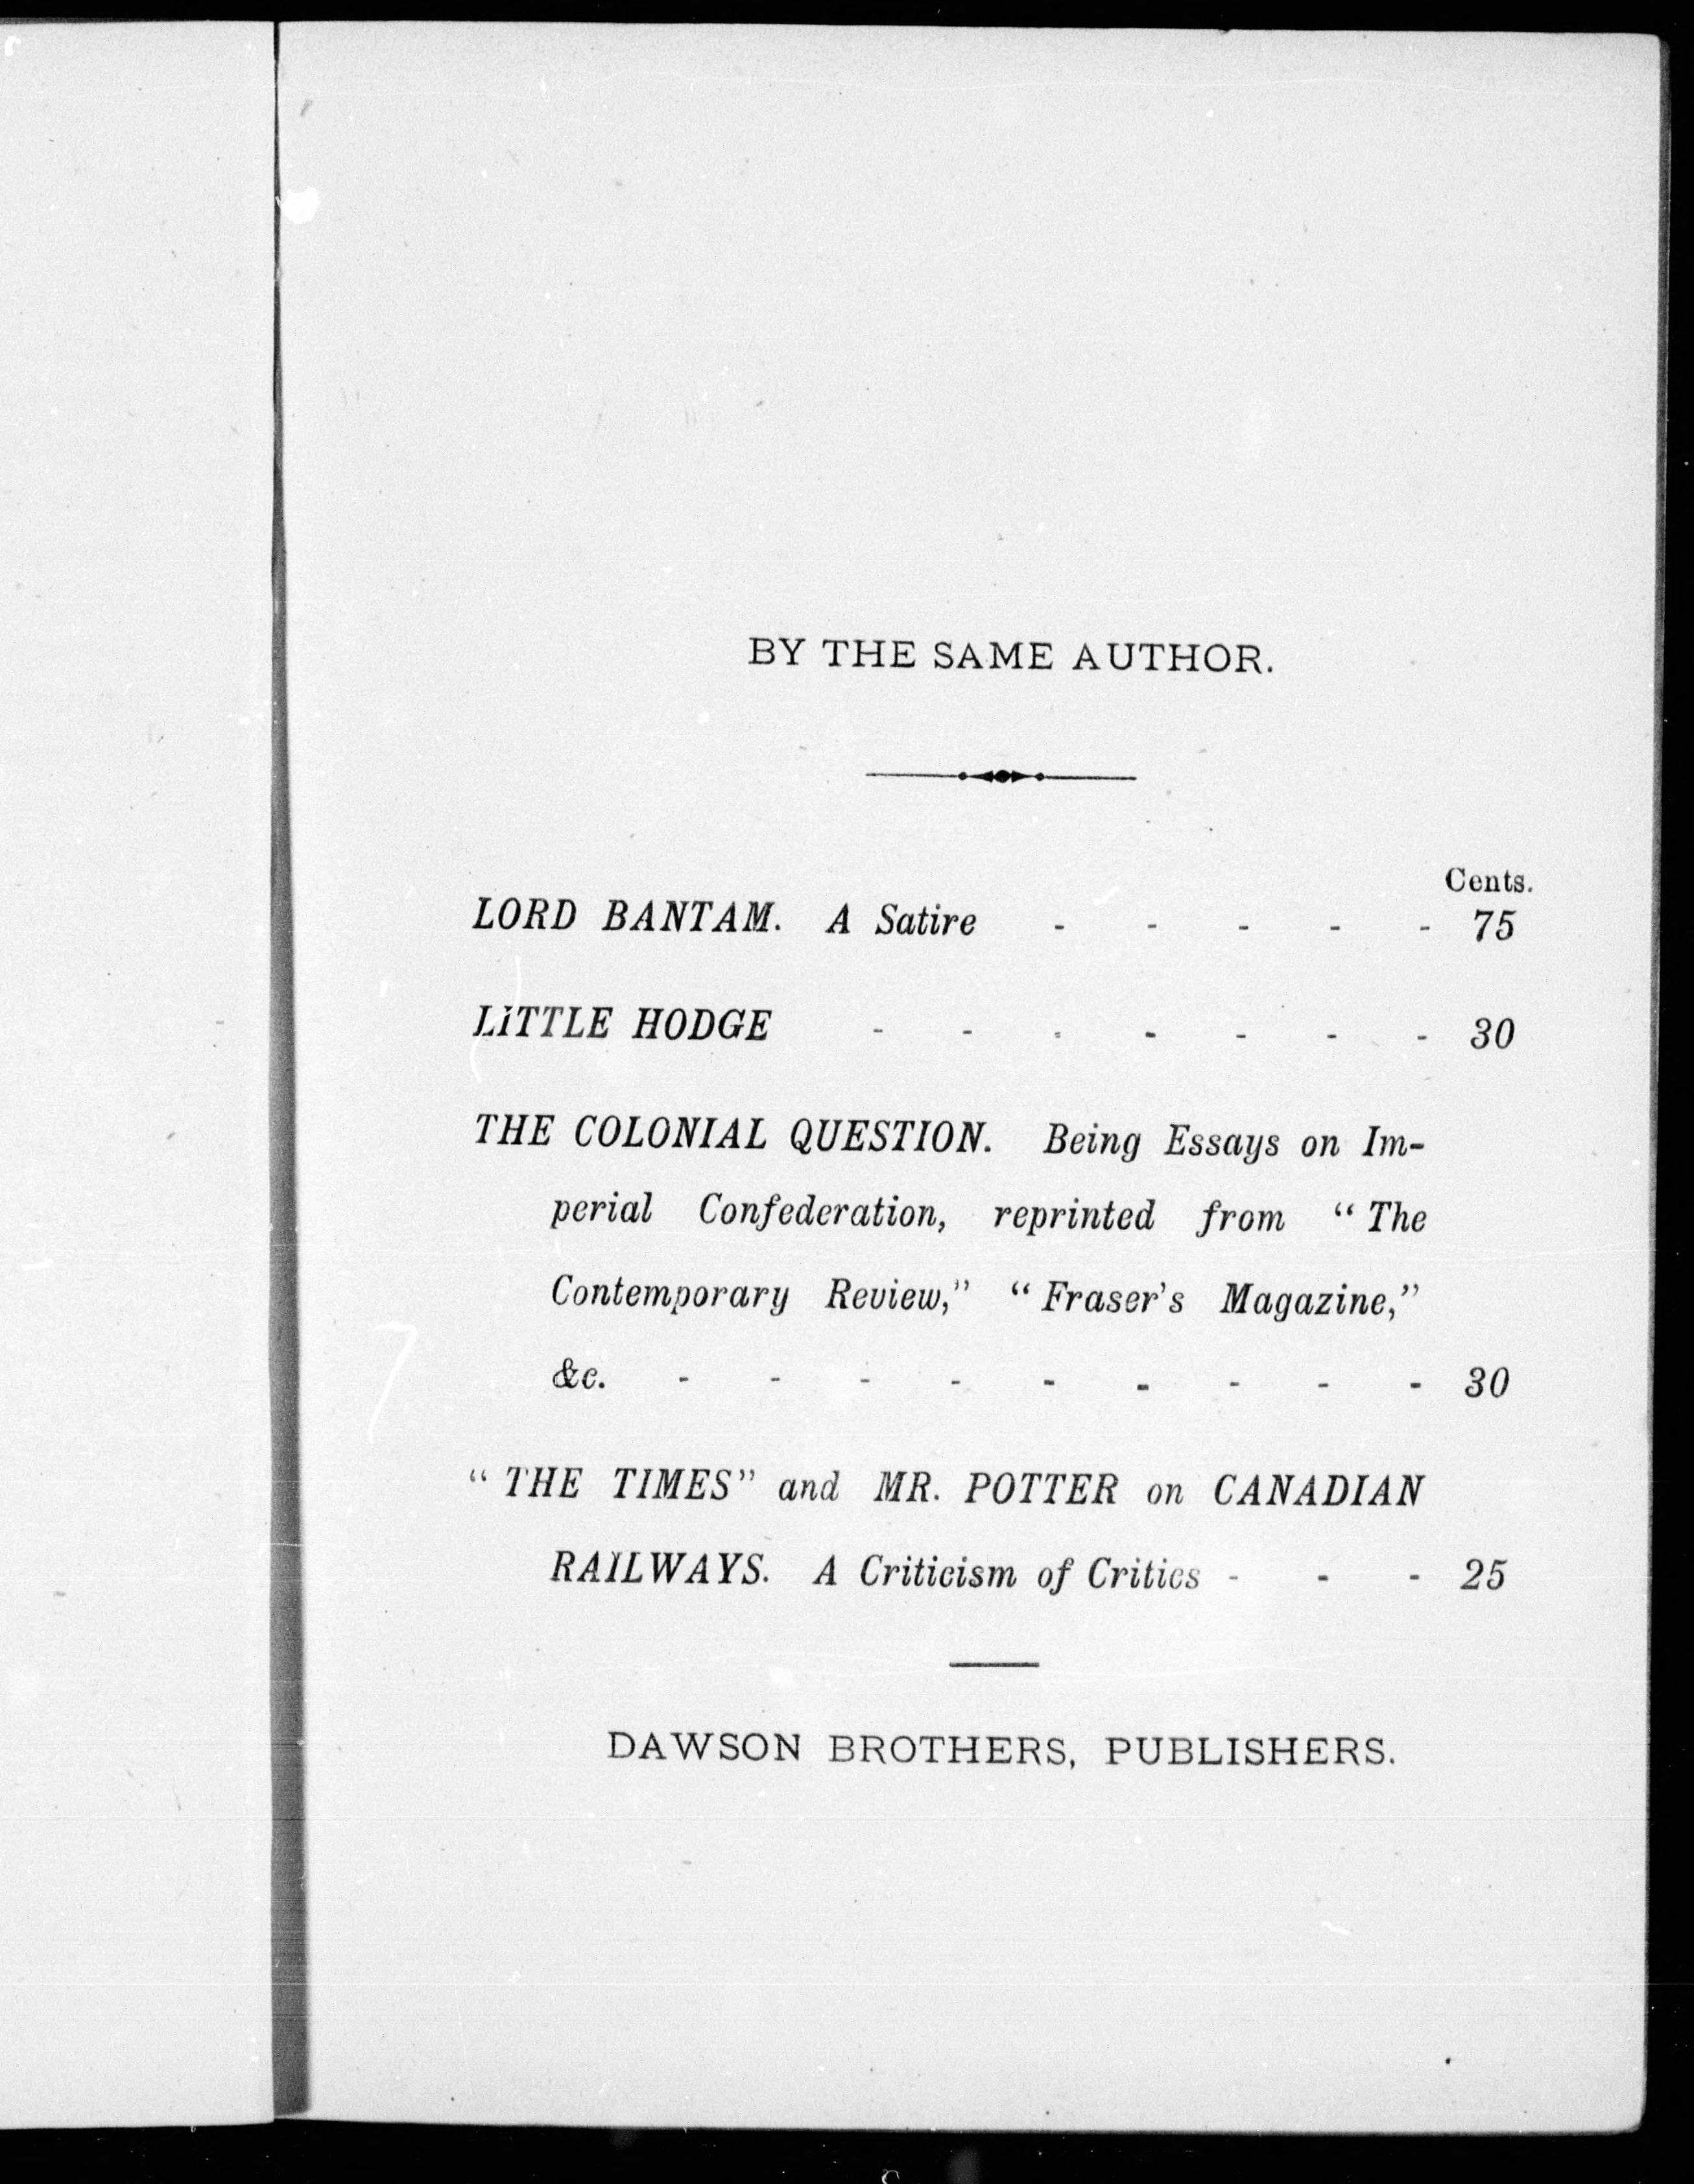 BY THE SAME AUTHOR.
Cents.
LORD BANTAM. A Satire - - - - - 75
LITTLE HODGE - - - - - - - 30
THE COLONIAL QUESTION. Being Essays on Im-
perial Confederation, reprinted from "The
Contemporary Review," "Fraser's Magazine,"
&c. - - - - - - - - - 30
"THE TIMES" and MR. POTTER on CANADIAN
RAILWAYS. A Criticism of Critics - - - 25
DAWSON BROTHERS, PUBLISHERS.